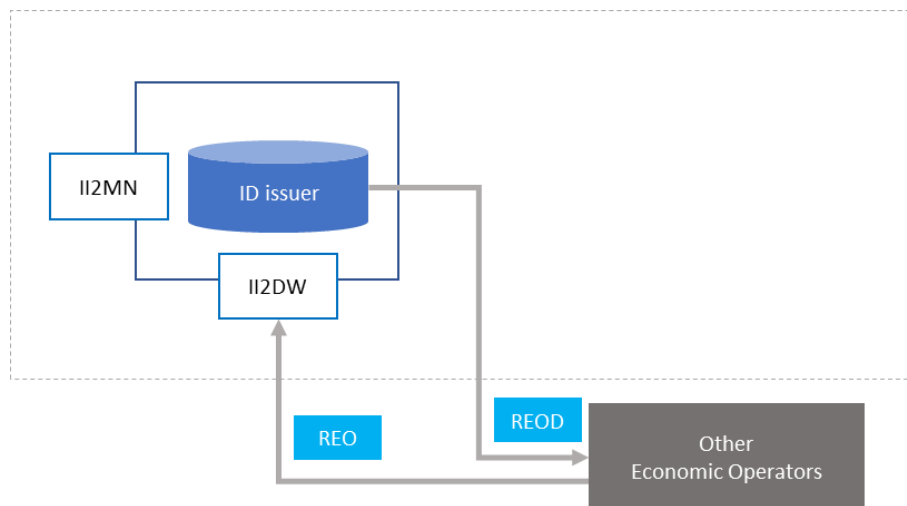 II2MN
ID issuer
II2DW
REO
REOD
Other
Economic Operators